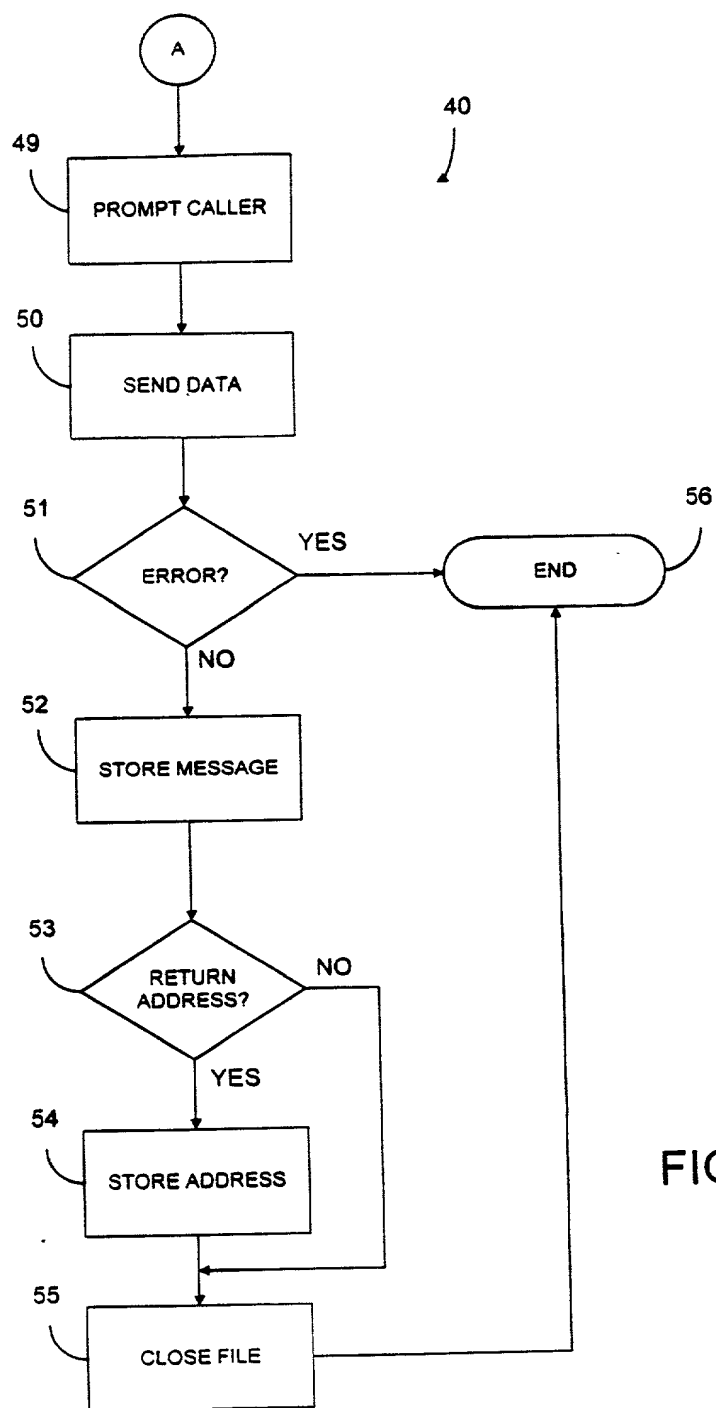 A
40
49
PROMPT CALLER
50
SEND DATA
51
ERROR?
YES
56
END
NO
52
STORE MESSAGE
53
RETURN
ADDRESS?
NO
YES
54
STORE ADDRESS
FIG
55
CLOSE FILE